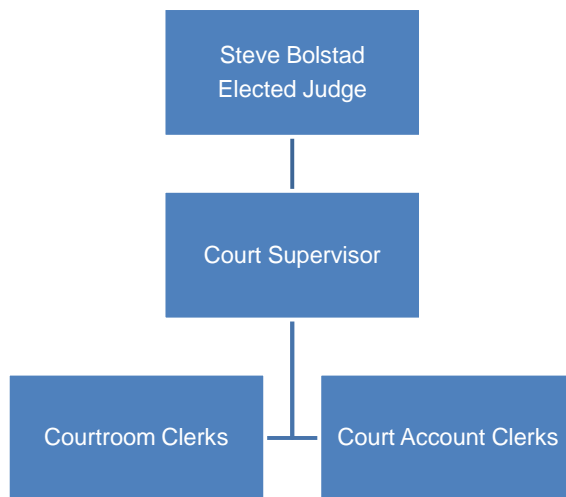 Steve Bolstad
Elected Judge
Court Supervisor
Courtroom Clerks
Court Account Clerks